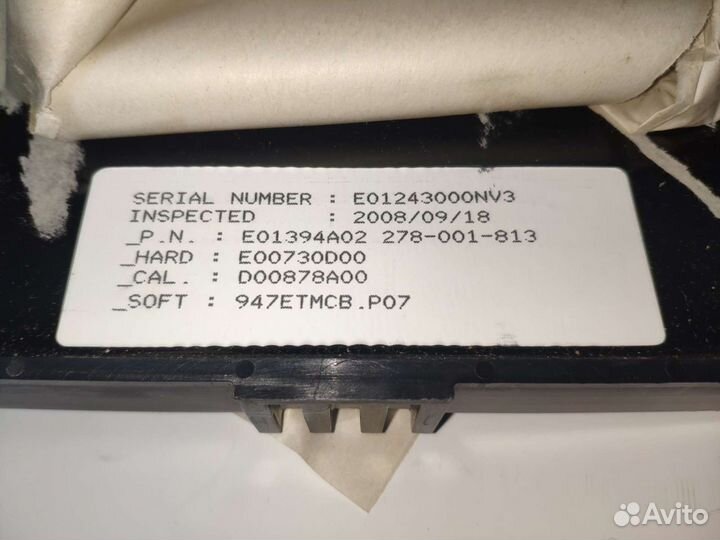 SERIAL NUMBER : E01243000NV3
INSPECTED : 2008/09/18
_P.N. : E01394A02 278-001-813
_HARD : E00730D00
_CAL. : D00878A00
_SOFT : 947ETMCB.P07
Avito